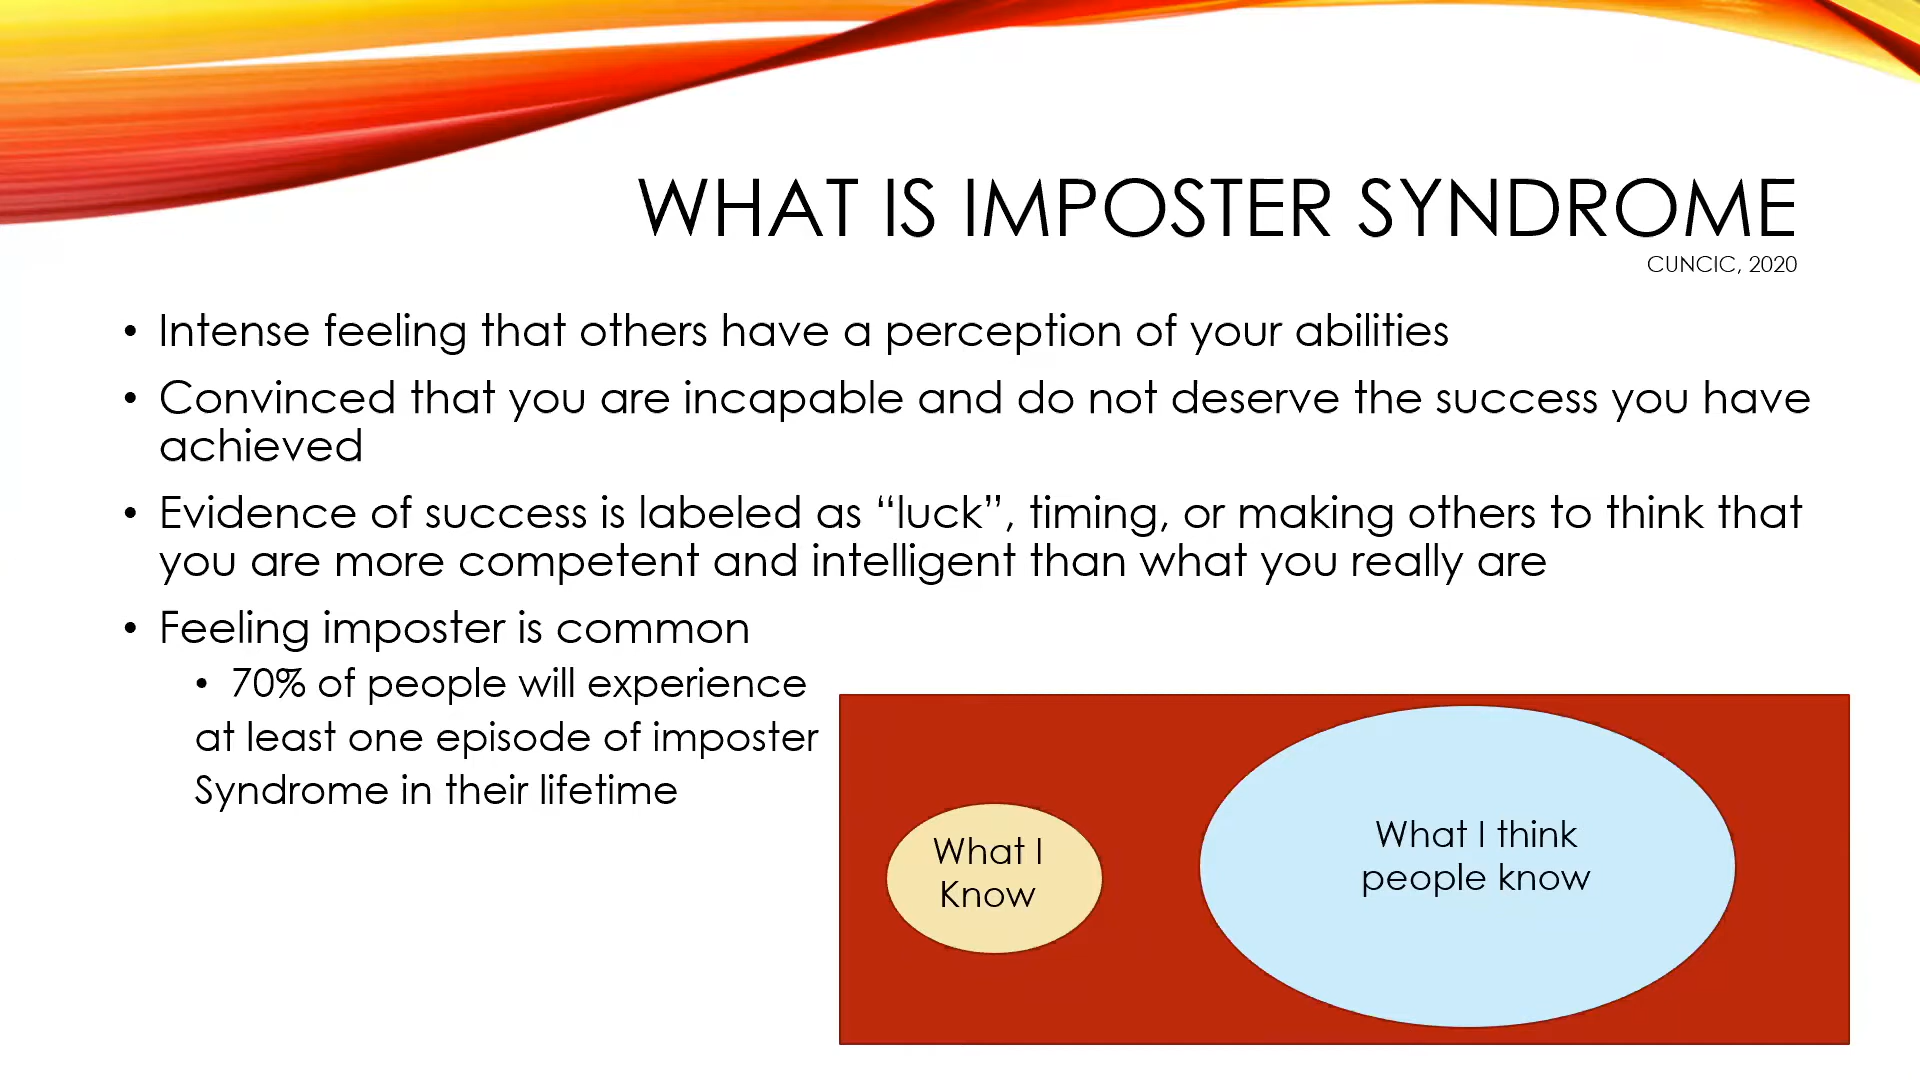 WHAT IS IMPOSTER SYNDROME
CUNCIC, 2020
• Intense feeling that others have a perception of your abilities
• Convinced that you are incapable and do not deserve the success you have
achieved
• Evidence of success is labeled as “luck”, timing, or making others to think that
you are more competent and intelligent than what you really are
• Feeling imposter is common
• 70% of people will experience
at least one episode of imposter
Syndrome in their lifetime
What I
Know
What I think
people know